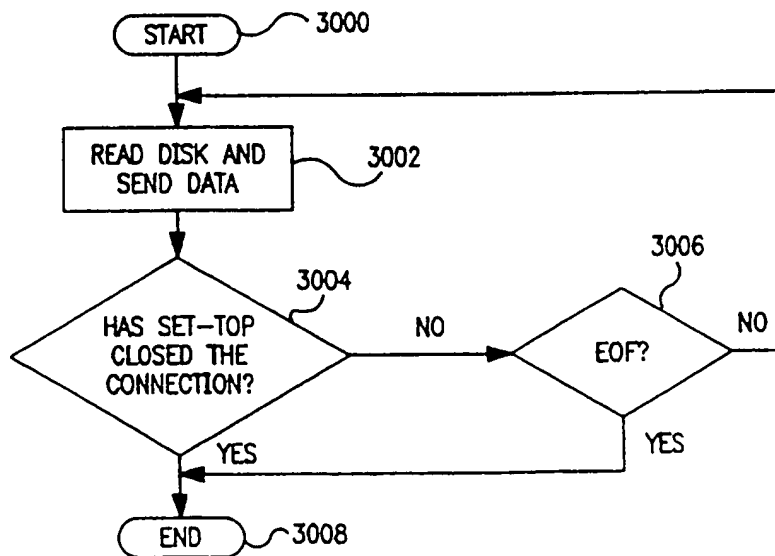 START
3000
READ DISK AND
SEND DATA
3002
HAS SET-TOP
CLOSED THE
CONNECTION?
3004
NO
EOF?
3006
NO
YES
YES
END
3008